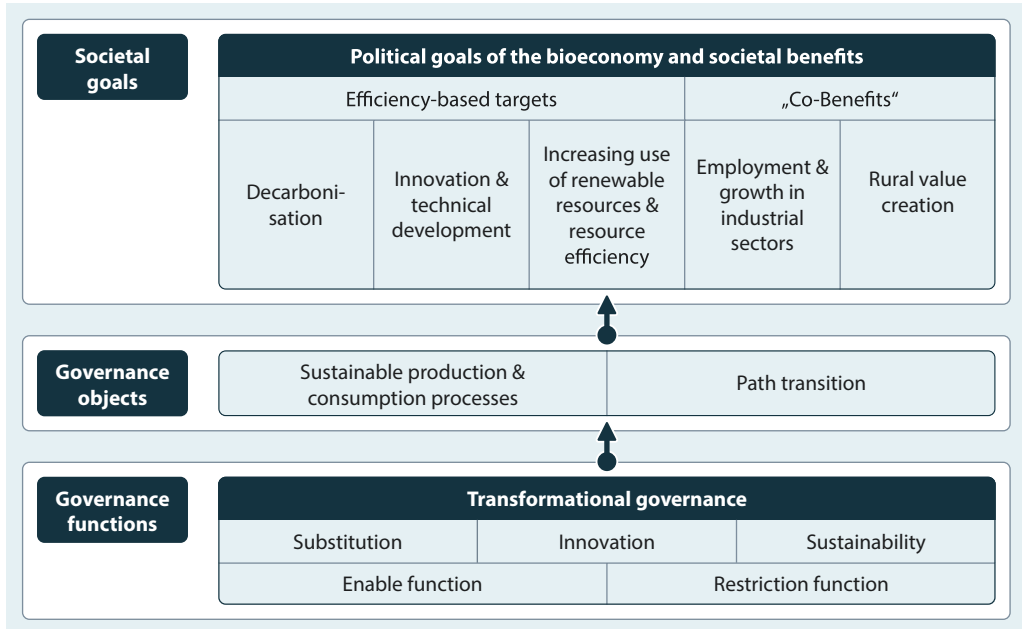 Societal
goals
Political goals of the bioeconomy and societal benefits
Efficiency-based targets
„Co-Benefits“
Decarboni-
sation
Innovation &
technical
development
Increasing use
of renewable
resources &
resource
efficiency
Employment &
growth in
industrial
sectors
Rural value
creation
Governance
objects
Sustainable production &
consumption processes
Path transition
Governance
functions
Transformational governance
Substitution
Innovation
Sustainability
Enable function
Restriction function